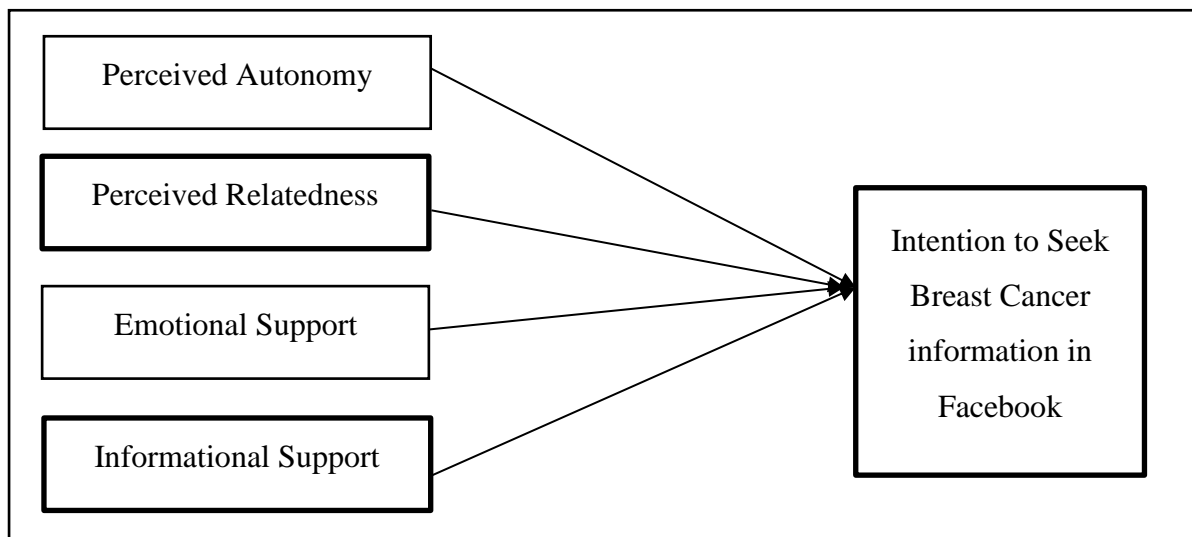 Perceived Autonomy
Perceived Relatedness
Emotional Support
Informational Support
Intention to Seek
Breast Cancer
information in
Facebook